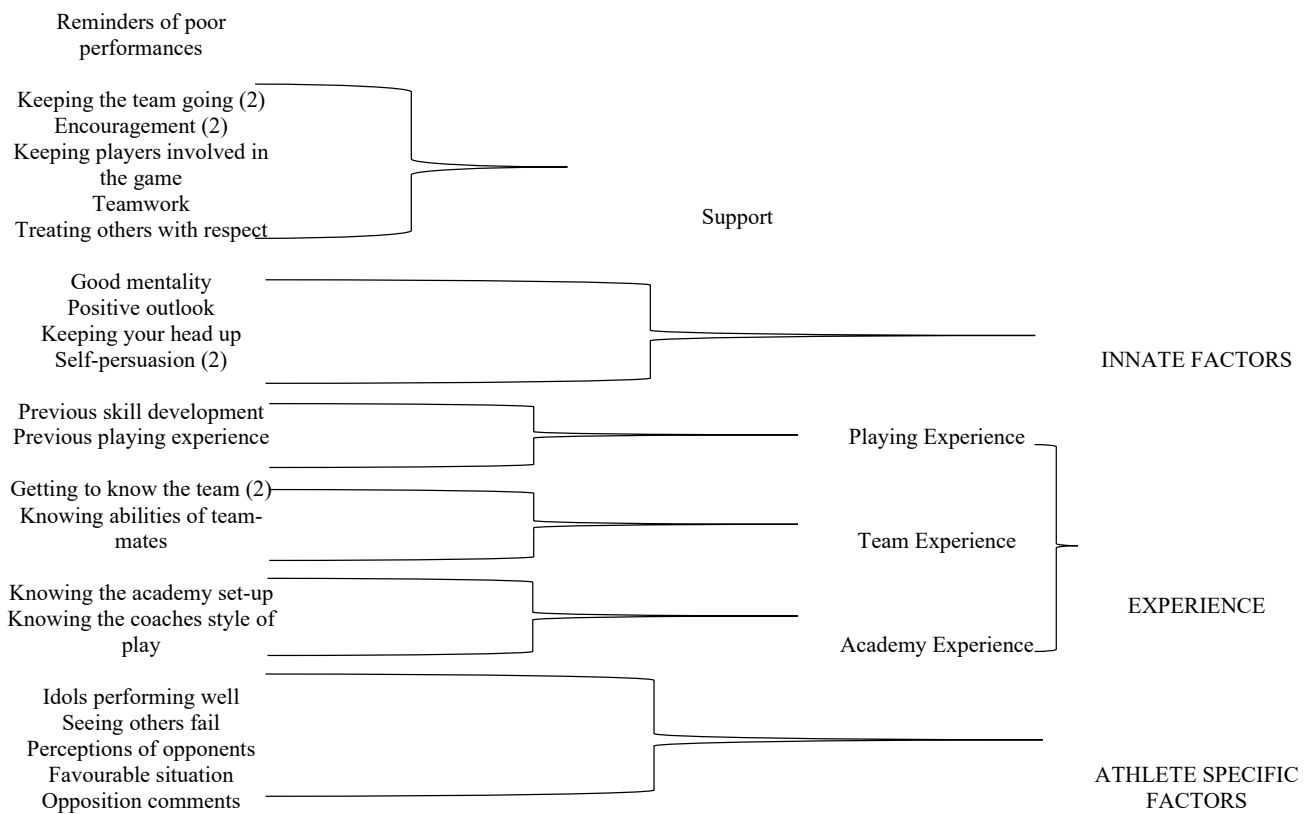 Reminders of poor
performances
Keeping the team going (2)
Encouragement (2)
Keeping players involved in
the game
Teamwork
Treating others with respect
Support
Good mentality
Positive outlook
Keeping your head up
Self-persuasion (2)
INNATE FACTORS
Previous skill development
Previous playing experience
Playing Experience
Getting to know the team (2)
Knowing abilities of team-
mates
Team Experience
Knowing the academy set-up
Knowing the coaches style of
play
Academy Experience
EXPERIENCE
Idols performing well
Seeing others fail
Perceptions of opponents
Favourable situation
Opposition comments
ATHLETE SPECIFIC
FACTORS